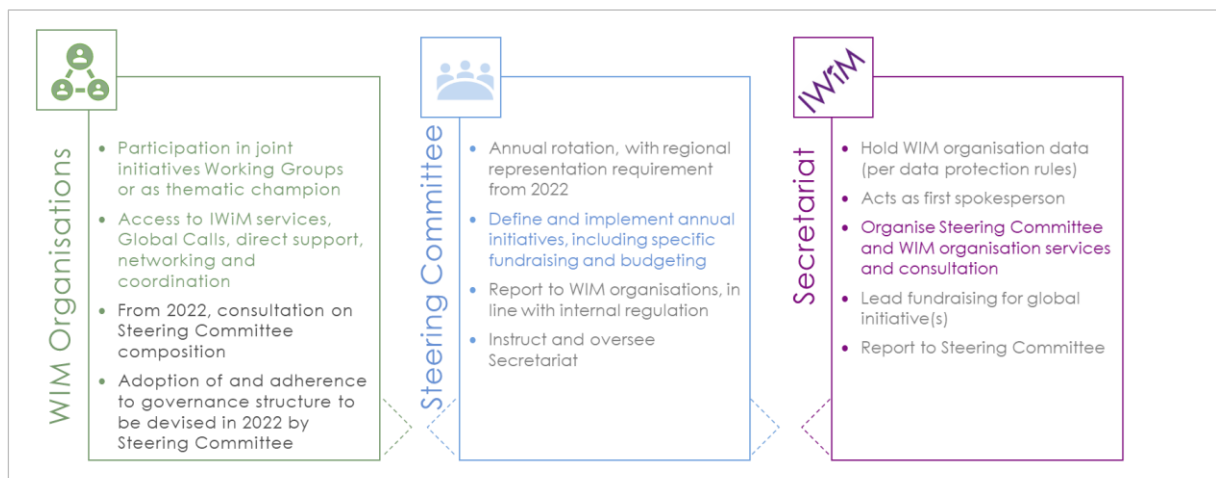 WIM Organisations
• Participation in joint
initiatives Working Groups
or as thematic champion
• Access to IWiM services,
Global Calls, direct support,
networking and
coordination
• From 2022, consultation on
Steering Committee
composition
• Adoption of and adherence
to governance structure to
be devised in 2022 by
Steering Committee
Steering Committee
• Annual rotation, with regional
representation requirement
from 2022
• Define and implement annual
initiatives, including specific
fundraising and budgeting
• Report to WIM organisations, in
line with internal regulation
• Instruct and oversee
Secretariat
IWiM
Secretariat
• Hold WIM organisation data
(per data protection rules)
• Acts as first spokesperson
• Organise Steering Committee
and WIM organisation services
and consultation
• Lead fundraising for global
initiative(s)
• Report to Steering Committee